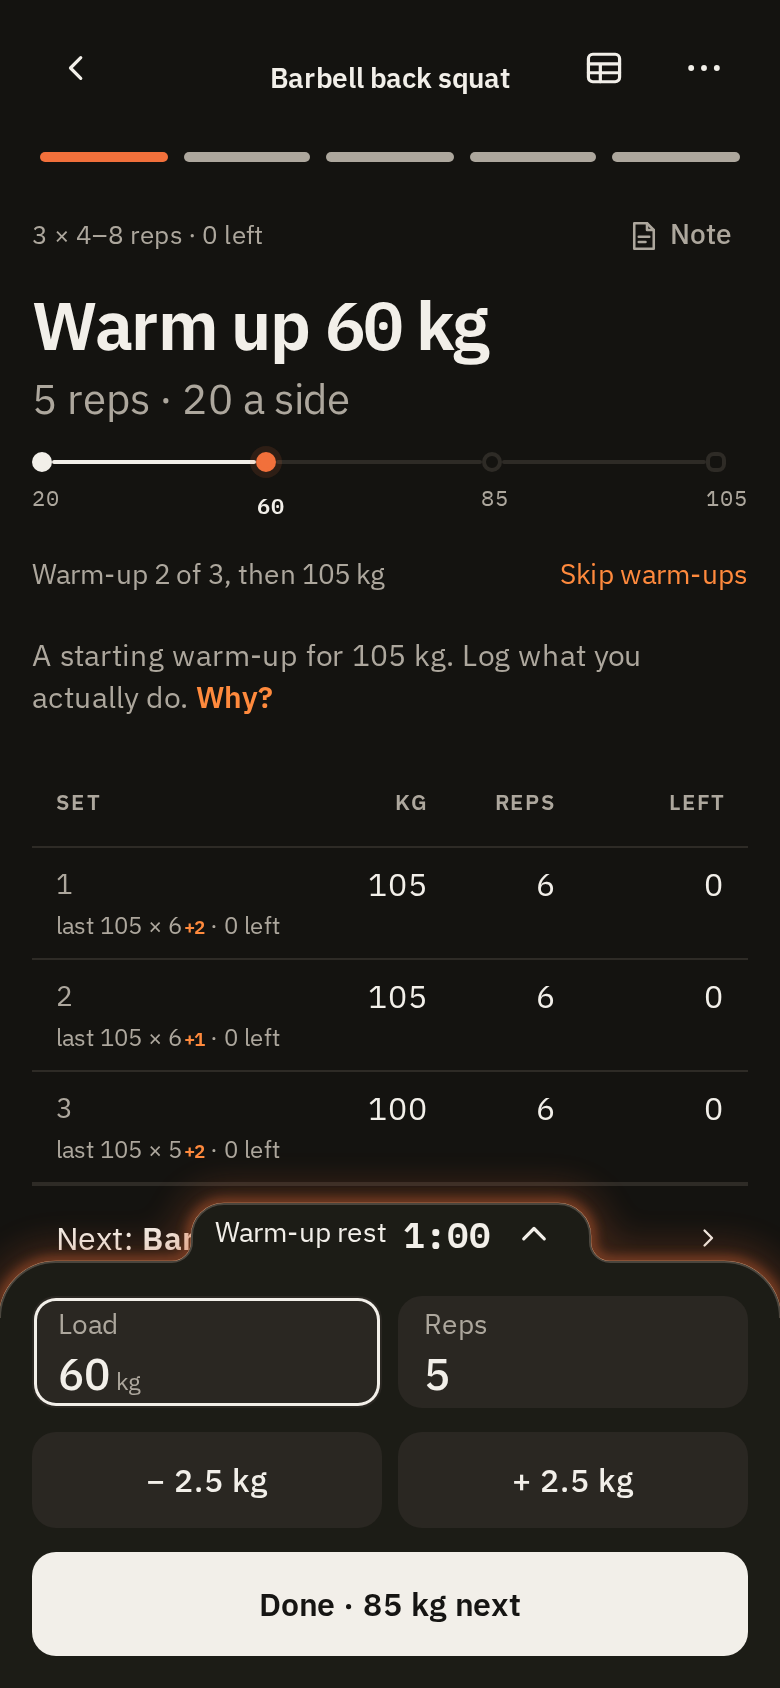 Barbell back squat
3 × 4–8 reps · 0 left
Note
Warm up 60 kg
5 reps · 20 a side
20 60 85 105
Warm-up 2 of 3, then 105 kg
Skip warm-ups
A starting warm-up for 105 kg. Log what you
actually do. Why?
SET KG REPS LEFT
1 105 6 0
last 105 × 6 +2 · 0 left
2 105 6 0
last 105 × 6 +1 · 0 left
3 100 6 0
last 105 × 5 +2 · 0 left
Next: Bar
Warm-up rest 1:00
Load
60 kg
Reps
5
− 2.5 kg
+ 2.5 kg
Done · 85 kg next